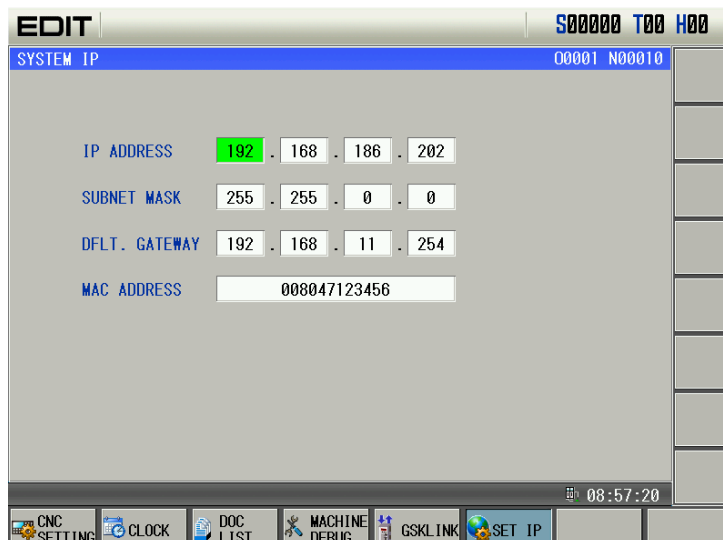 EDIT S00000 T00 H00
SYSTEM IP O0001 N00010
IP ADDRESS 192 . 168 . 186 . 202
SUBNET MASK 255 . 255 . 0 . 0
DFLT. GATEWAY 192 . 168 . 11 . 254
MAC ADDRESS 008047123456
08:57:20
CNC SETTING CLOCK DOC LIST MACHINE DEBUG GSKLINK SET IP